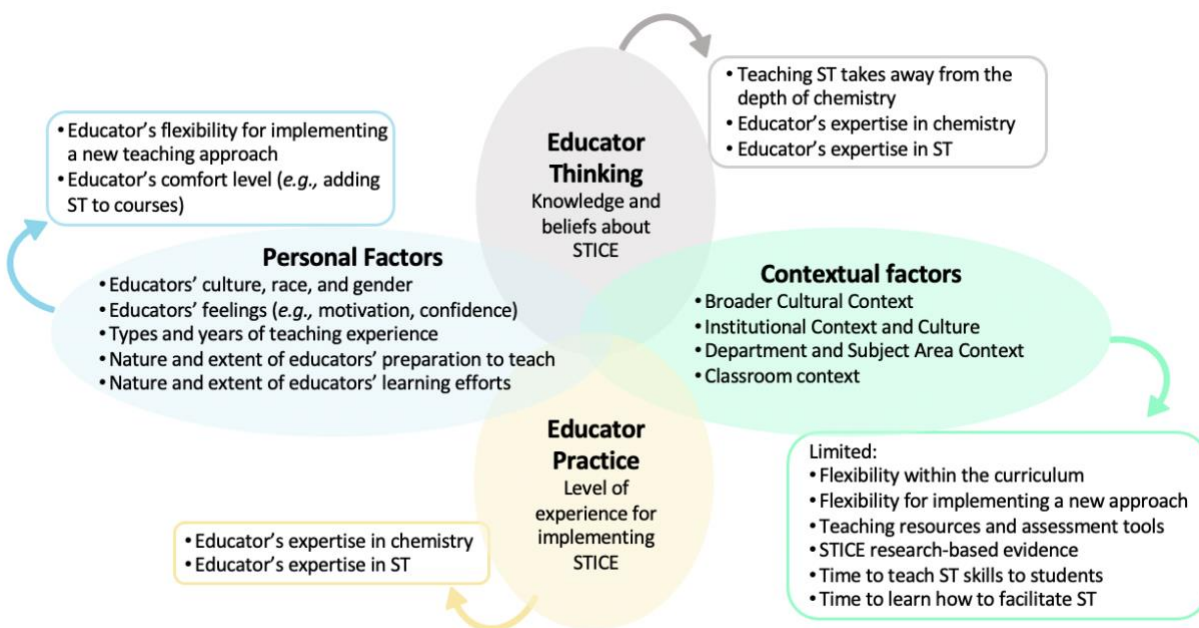 • Teaching ST takes away from the
depth of chemistry
• Educator's expertise in chemistry
• Educator's expertise in ST
• Educator's flexibility for implementing
a new teaching approach
• Educator's comfort level (e.g., adding
ST to courses)
Educator
Thinking
Knowledge and
beliefs about
STICE
Personal Factors
• Educators' culture, race, and gender
• Educators' feelings (e.g., motivation, confidence)
• Types and years of teaching experience
• Nature and extent of educators' preparation to teach
• Nature and extent of educators' learning efforts
Contextual factors
• Broader Cultural Context
• Institutional Context and Culture
• Department and Subject Area Context
• Classroom context
Educator
Practice
Level of
experience for
implementing
STICE
• Educator's expertise in chemistry
• Educator's expertise in ST
Limited:
• Flexibility within the curriculum
• Flexibility for implementing a new approach
• Teaching resources and assessment tools
• STICE research-based evidence
• Time to teach ST skills to students
• Time to learn how to facilitate ST